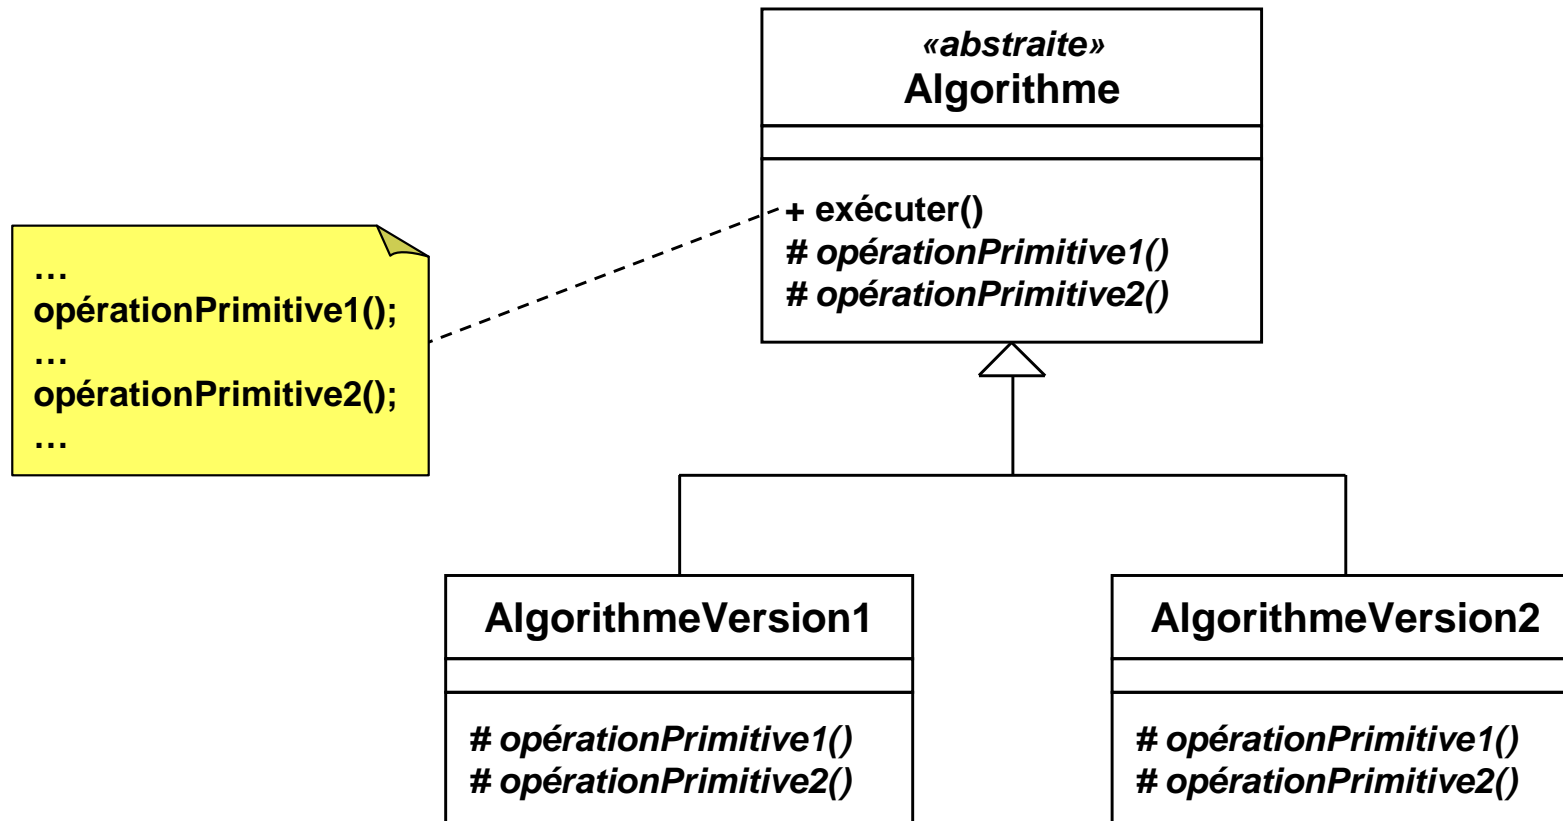 «abstraite»
Algorithme
+ exécuter()
# opérationPrimitive1()
# opérationPrimitive2()
…
opérationPrimitive1();
…
opérationPrimitive2();
…
AlgorithmeVersion1
# opérationPrimitive1()
# opérationPrimitive2()
AlgorithmeVersion2
# opérationPrimitive1()
# opérationPrimitive2()